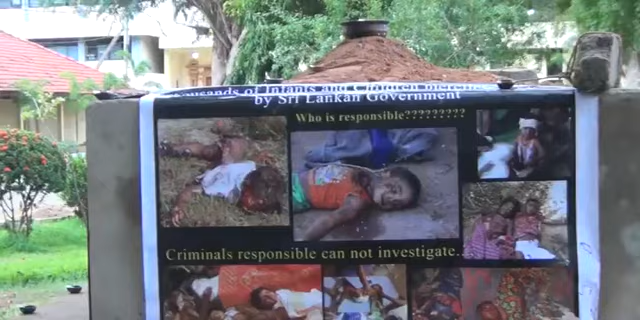 of Infants and Children
by Sri Lankan Government
Who is responsible?????????
Criminals responsible can not investigate.